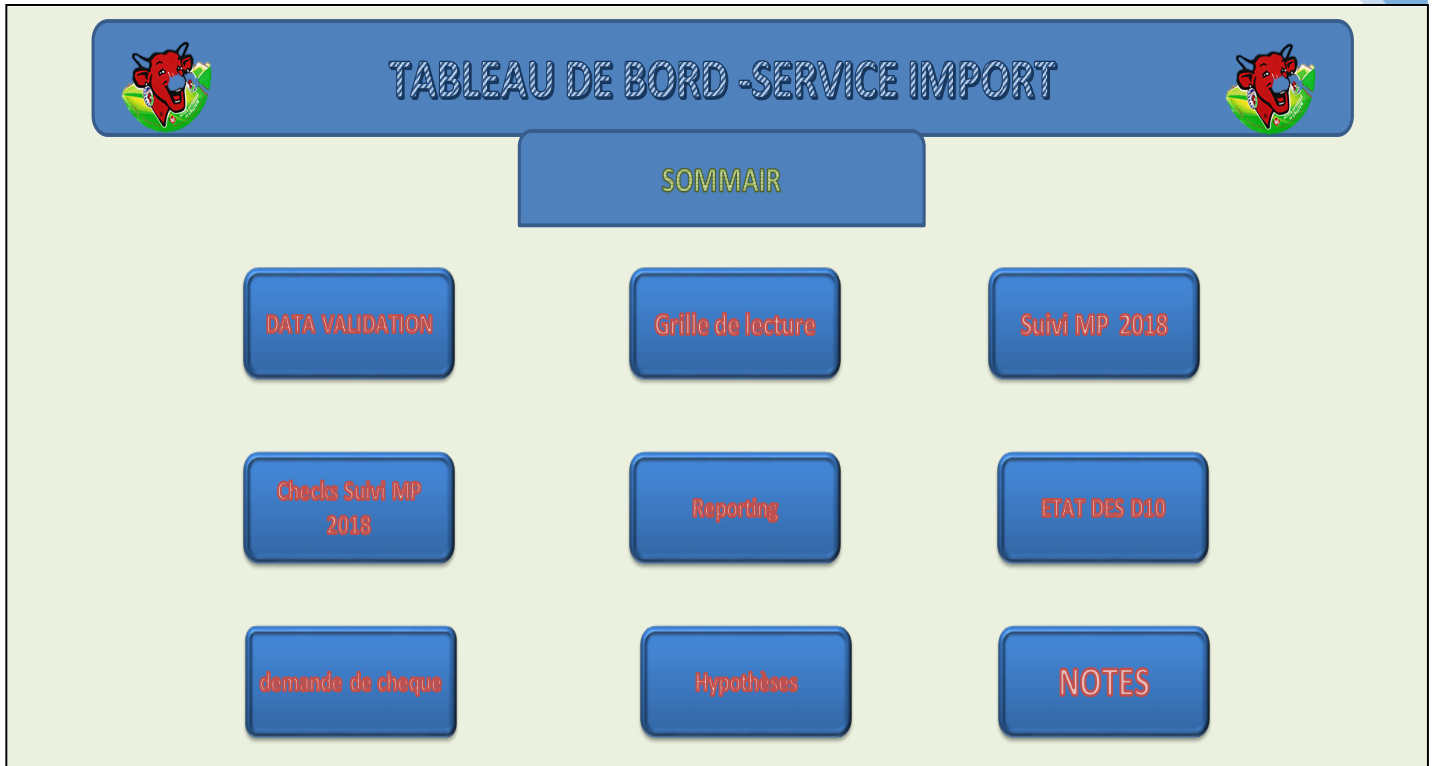 TABLEAU DE BORD -SERVICE IMPORT
SOMMAIR
DATA VALIDATION
Grille de lecture
Suivi MP 2018
Checks Suivi MP
2018
Reporting
ETAT DES D10
demande de cheque
Hypothèses
NOTES